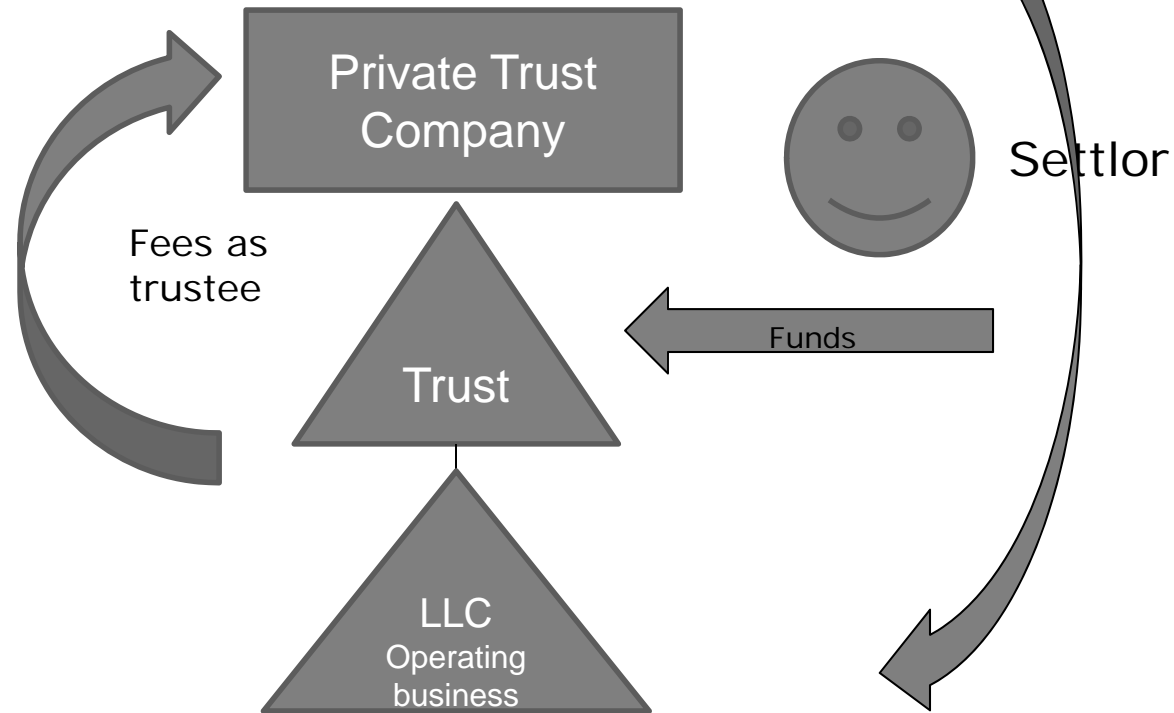 Private Trust
Company
Settlor
Fees as
trustee
Funds
Trust
LLC
Operating
business